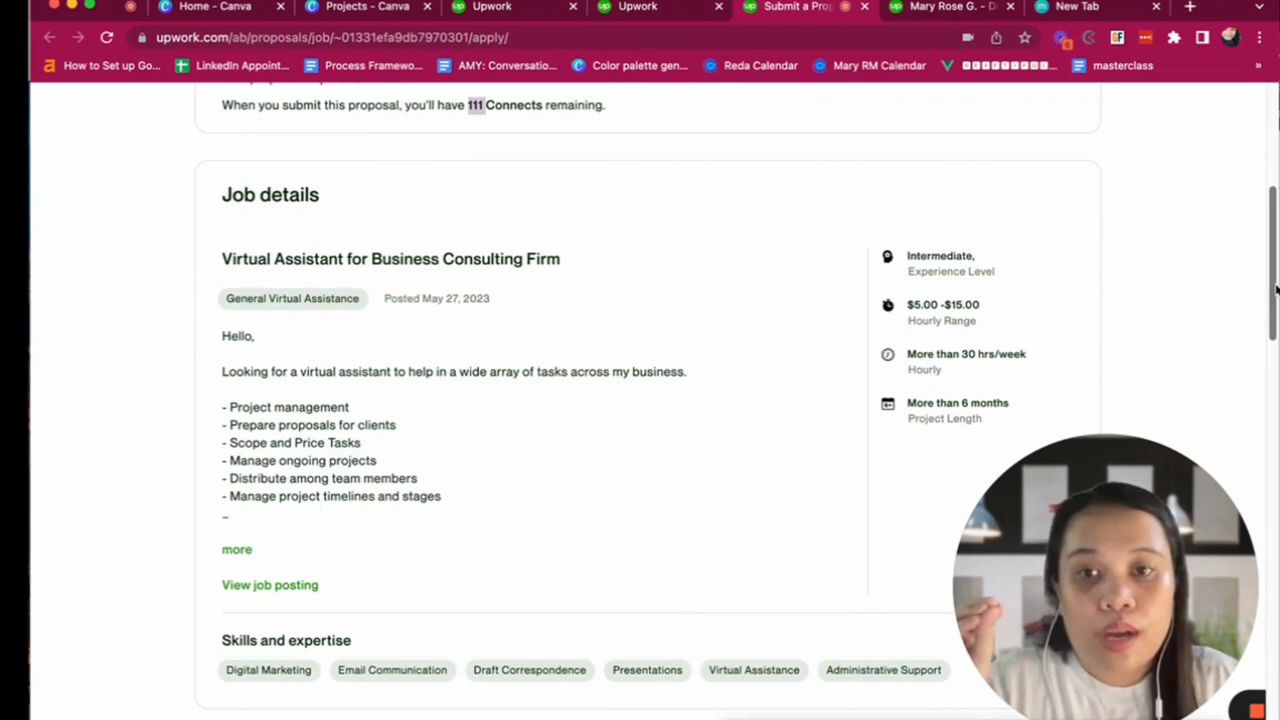 Home - Canva
Projects - Canva
Upwork
Upwork
Submit a Prop
Mary Rose G. - D
New Tab
upwork.com/ab/proposals/job/~01331efa9db7970301/apply/
How to Set up Go...
LinkedIn Appoint...
Process Framewo...
AMY: Conversatio...
Color palette gen...
Reda Calendar
Mary RM Calendar
masterclass
When you submit this proposal, you'll have 111 Connects remaining.
Job details
Virtual Assistant for Business Consulting Firm
General Virtual Assistance
Posted May 27, 2023
Hello,
Looking for a virtual assistant to help in a wide array of tasks across my business.
- Project management
- Prepare proposals for clients
- Scope and Price Tasks
- Manage ongoing projects
- Distribute among team members
- Manage project timelines and stages
–
more
View job posting
Intermediate,
Experience Level
$5.00 -$15.00
Hourly Range
More than 30 hrs/week
Hourly
More than 6 months
Project Length
Skills and expertise
Digital Marketing
Email Communication
Draft Correspondence
Presentations
Virtual Assistance
Administrative Support